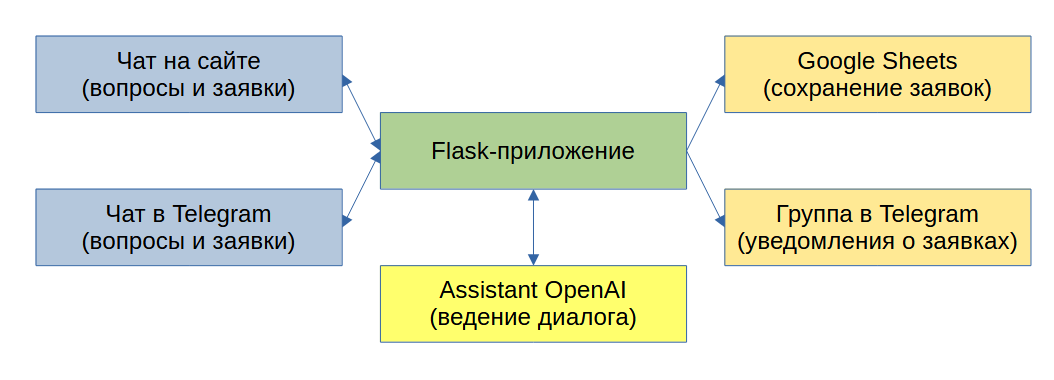 Чат на сайте
(вопросы и заявки)
Google Sheets
(сохранение заявок)
Flask-приложение
Чат в Telegram
(вопросы и заявки)
Группа в Telegram
(уведомления о заявках)
Assistant OpenAI
(ведение диалога)